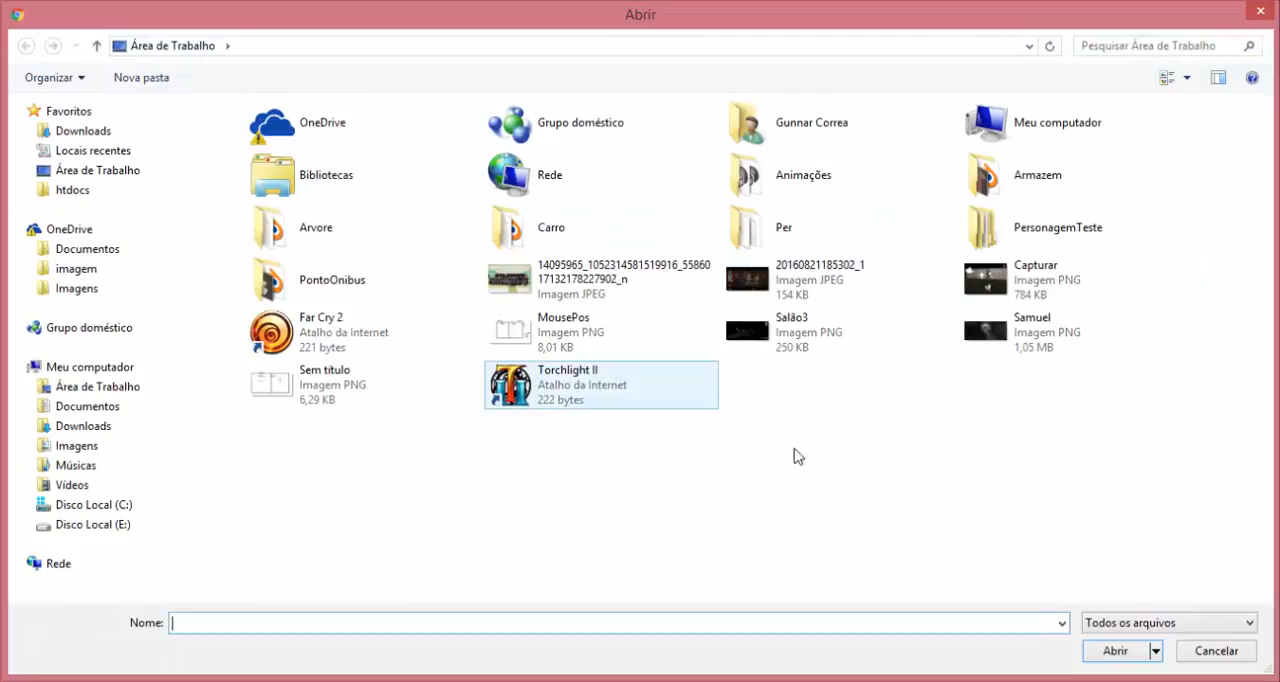 Abrir
Área de Trabalho
Pesquisar Área de Trabalho
Organizar
Nova pasta
Favoritos
Downloads
Locais recentes
Área de Trabalho
htdocs
OneDrive
Documentos
imagem
Imagens
Grupo doméstico
Meu computador
Área de Trabalho
Documentos
Downloads
Imagens
Músicas
Vídeos
Disco Local (C:)
Disco Local (E:)
Rede
OneDrive
Grupo doméstico
Gunnar Correa
Meu computador
Bibliotecas
Rede
Animações
Armazem
Arvore
Carro
Per
PersonagemTeste
PontoOnibus
14095965_1052314581519916_55860
17132178227902_n
Imagem JPEG
20160821185302_1
Imagem JPEG
154 KB
Capturar
Imagem PNG
784 KB
Far Cry 2
Atalho da Internet
221 bytes
MousePos
Imagem PNG
8,01 KB
Salão3
Imagem PNG
250 KB
Samuel
Imagem PNG
1,05 MB
Sem título
Imagem PNG
6,29 KB
Torchlight II
Atalho da Internet
222 bytes
Nome:
Todos os arquivos
Abrir
Cancelar